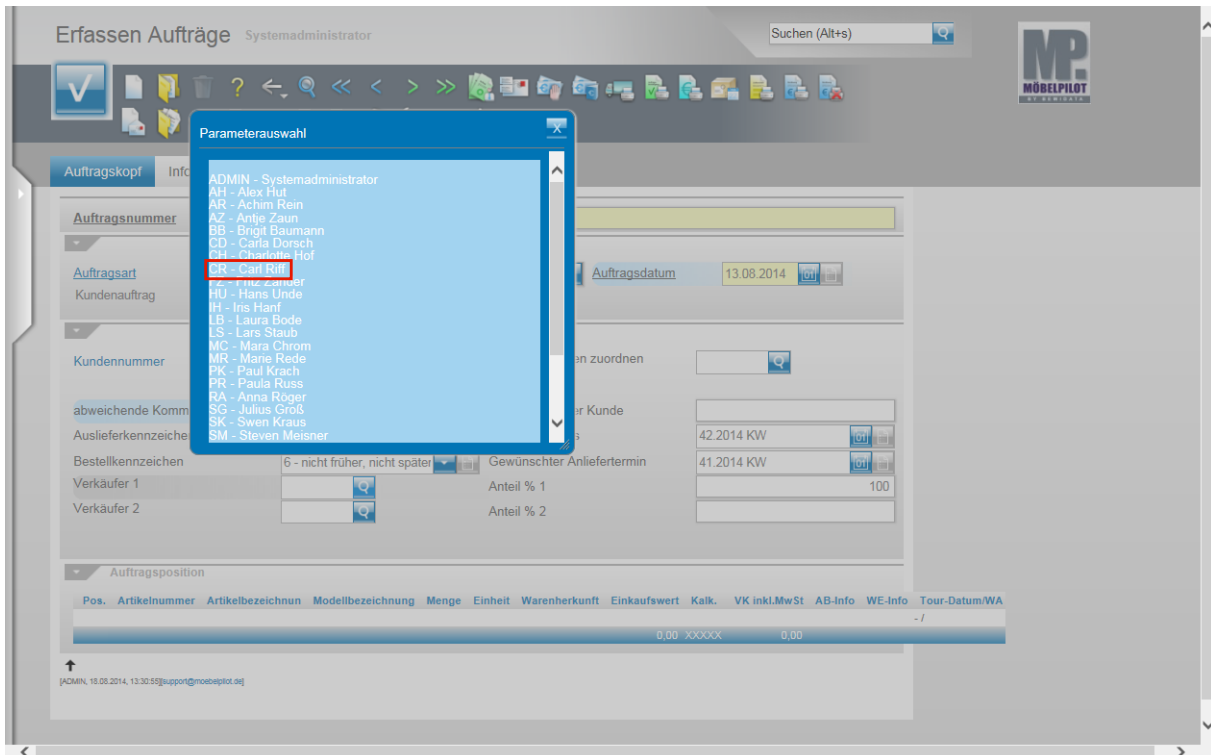 Erfassen Aufträge Systemadministrator
Suchen (Alt+s)
MP.
MÖBELPILOT
Parameterauswahl
Auftragskopf Info
ADMIN - Systemadministrator
AH - Alex Hut
AR - Achim Rein
AZ - Antje Zaun
BB - Brigit Baumann
CD - Carla Dorsch
CH - Charlotte Hof
CR - Carl Riff
FZ - Fritz Zander
HU - Hans Unde
IH - Iris Hanf
LB - Laura Bode
LS - Lars Staub
MC - Mara Chrom
MR - Marie Rede
PK - Paul Krach
PR - Paula Russ
RA - Anna Röger
SG - Julius Groß
SK - Swen Kraus
SM - Steven Meisner
Auftragsnummer
Auftragsart
Auftragsdatum 13.08.2014
Kundenauftrag
Kundennummer
en zuordnen
abweichende Komm
er Kunde
Auslieferkennzeiche
s 42.2014 KW
Bestellkennzeichen 6 - nicht früher, nicht später Gewünschter Anliefertermin 41.2014 KW
Verkäufer 1 Anteil % 1 100
Verkäufer 2 Anteil % 2
Auftragsposition
Pos. Artikelnummer Artikelbezeichnun Modellbezeichnung Menge Einheit Warenherkunft Einkaufswert Kalk. VK inkl.MwSt AB-Info WE-Info Tour-Datum/WA
- /
0,00 XXXXX 0,00
[ADMIN, 18.08.2014, 13:30:55][support@moebelpilot.de]